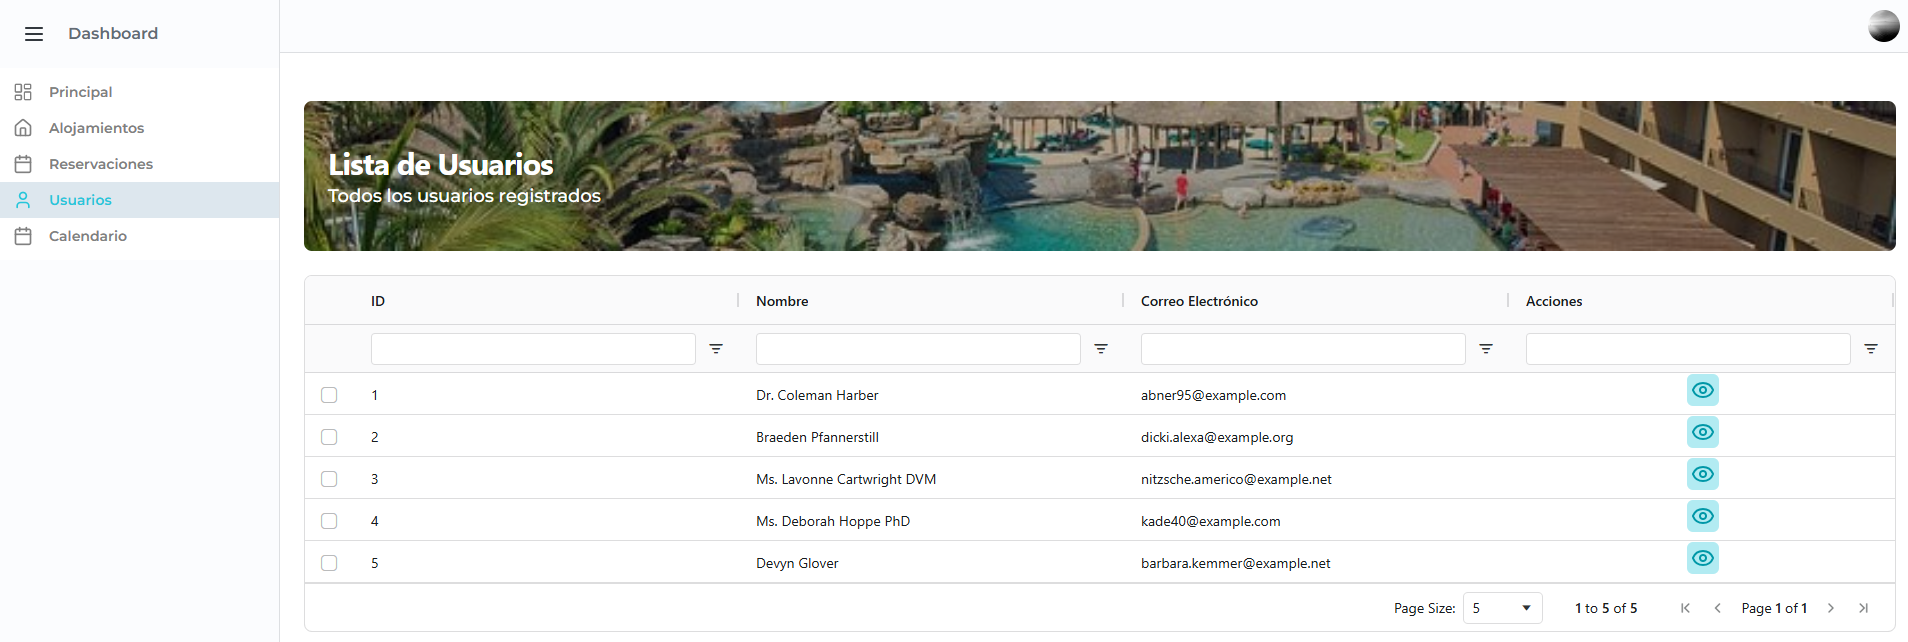 Dashboard
Principal
Alojamientos
Reservaciones
Usuarios
Calendario
Lista de Usuarios
Todos los usuarios registrados
ID Nombre Correo Electrónico Acciones
1 Dr. Coleman Harber abner95@example.com
2 Braeden Pfannerstill dicki.alexa@example.org
3 Ms. Lavonne Cartwright DVM nitzsche.americo@example.net
4 Ms. Deborah Hoppe PhD kade40@example.com
5 Devyn Glover barbara.kemmer@example.net
Page Size: 5 1 to 5 of 5 Page 1 of 1